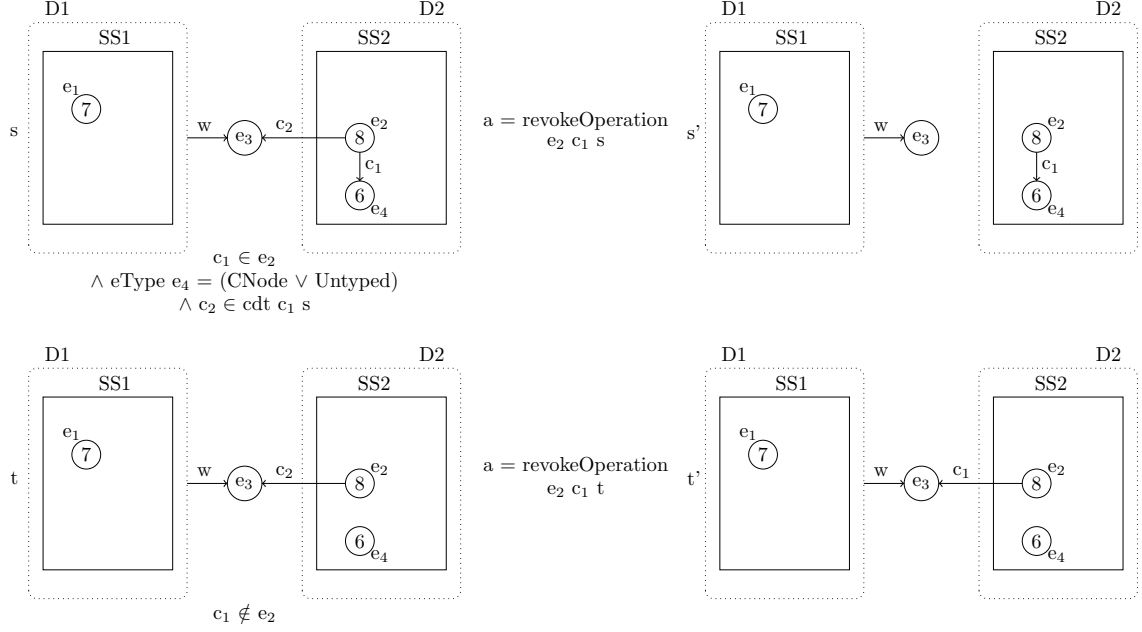 D1 D2 D1 D2
SS1 SS2 SS1 SS2
e1 7 e1 7
s w e3 c2 8 e2 a = revokeOperation s' w e3 8 e2
e2 c1 s
c1 c1
6 e4 6 e4
c1 ∈ e2
∧ eType e4 = (CNode ∨ Untyped)
∧ c2 ∈ cdt c1 s
D1 D2 D1 D2
SS1 SS2 SS1 SS2
e1 7 e1 7
t w e3 c2 8 e2 a = revokeOperation t' w e3 c1 8 e2
e2 c1 t
6 e4 6 e4
c1 ∉ e2